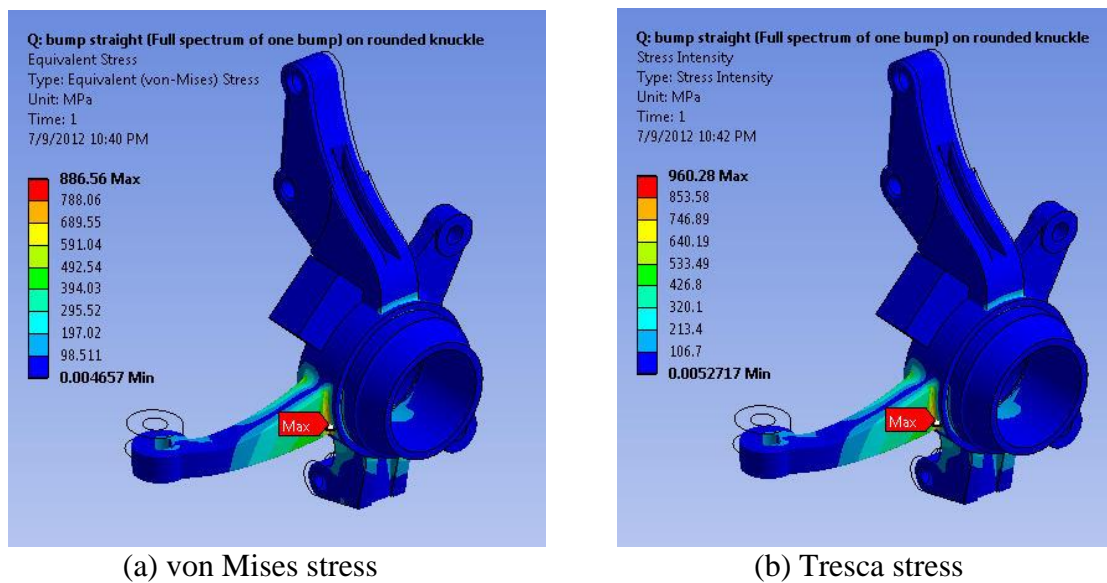 Q: bump straight (Full spectrum of one bump) on rounded knuckle
Equivalent Stress
Type: Equivalent (von-Mises) Stress
Unit: MPa
Time: 1
7/9/2012 10:40 PM
886.56 Max
788.06
689.55
591.04
492.54
394.03
295.52
197.02
98.511
0.004657 Min
Max
(a) von Mises stress
Q: bump straight (Full spectrum of one bump) on rounded knuckle
Stress Intensity
Type: Stress Intensity
Unit: MPa
Time: 1
7/9/2012 10:42 PM
960.28 Max
853.58
746.89
640.19
533.49
426.8
320.1
213.4
106.7
0.0052717 Min
Max
(b) Tresca stress